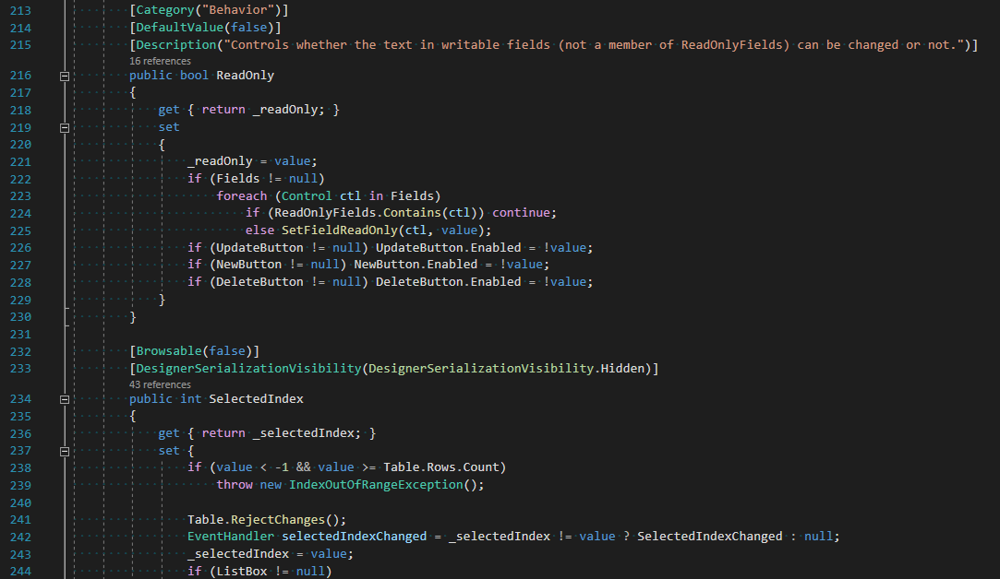 213 [Category("Behavior")]
214 [DefaultValue(false)]
215 [Description("Controls whether the text in writable fields (not a member of ReadOnlyFields) can be changed or not.")]
16 references
216 public bool ReadOnly
217 {
218 get { return _readOnly; }
219 set
220 {
221 _readOnly = value;
222 if (Fields != null)
223 foreach (Control ctl in Fields)
224 if (ReadOnlyFields.Contains(ctl)) continue;
225 else SetFieldReadOnly(ctl, value);
226 if (UpdateButton != null) UpdateButton.Enabled = !value;
227 if (NewButton != null) NewButton.Enabled = !value;
228 if (DeleteButton != null) DeleteButton.Enabled = !value;
229 }
230 }
231
232 [Browsable(false)]
233 [DesignerSerializationVisibility(DesignerSerializationVisibility.Hidden)]
43 references
234 public int SelectedIndex
235 {
236 get { return _selectedIndex; }
237 set {
238 if (value < -1 && value >= Table.Rows.Count)
239 throw new IndexOutOfRangeException();
240
241 Table.RejectChanges();
242 EventHandler selectedIndexChanged = _selectedIndex != value ? SelectedIndexChanged : null;
243 _selectedIndex = value;
244 if (ListBox != null)